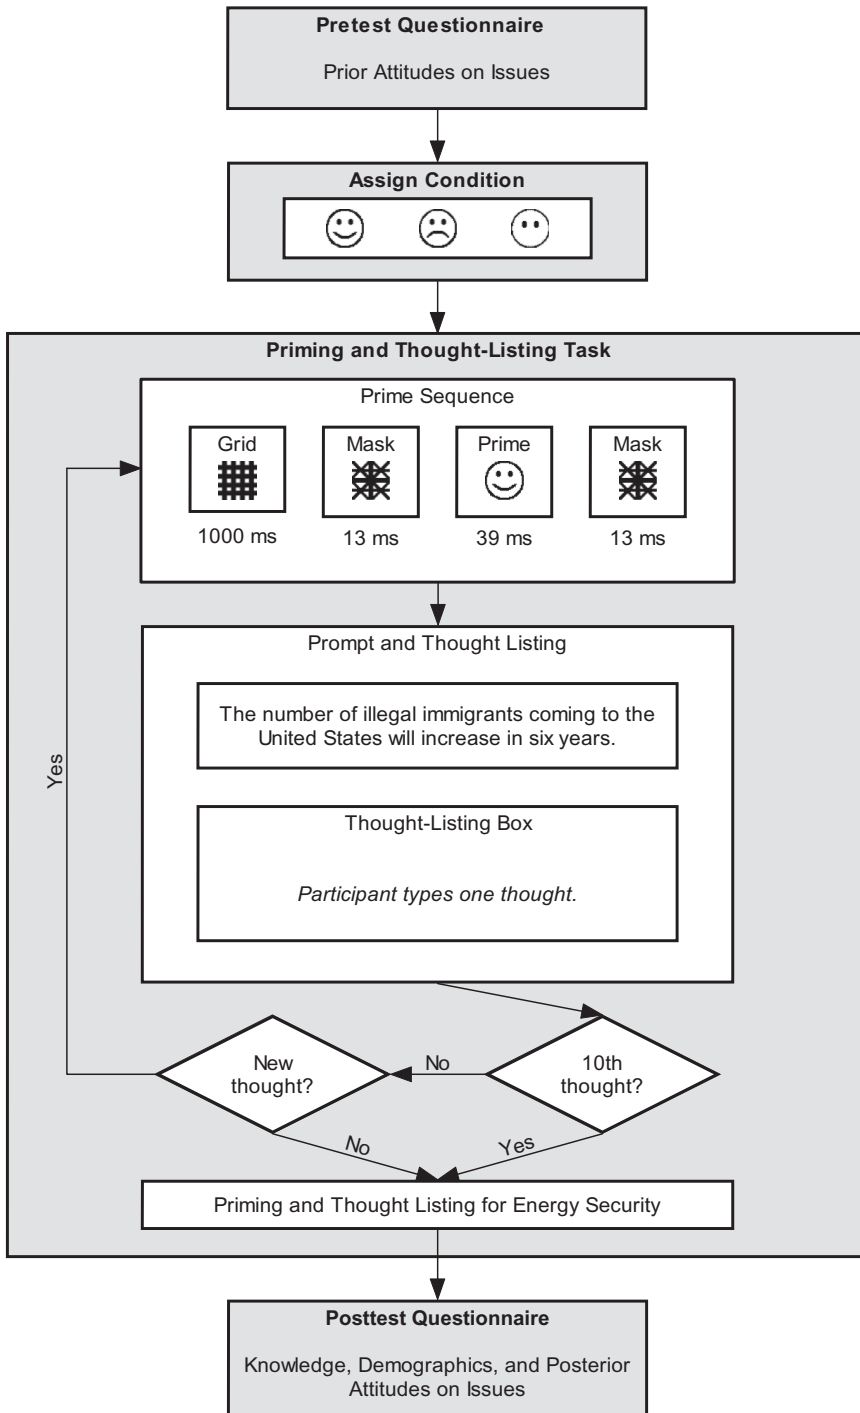 Pretest Questionnaire
Prior Attitudes on Issues
Assign Condition
Priming and Thought-Listing Task
Prime Sequence
Grid
Mask
Prime
Mask
1000 ms
13 ms
39 ms
13 ms
Prompt and Thought Listing
The number of illegal immigrants coming to the
United States will increase in six years.
Thought-Listing Box
Participant types one thought.
Yes
New
thought?
No
10th
thought?
No
Yes
Priming and Thought Listing for Energy Security
Posttest Questionnaire
Knowledge, Demographics, and Posterior
Attitudes on Issues